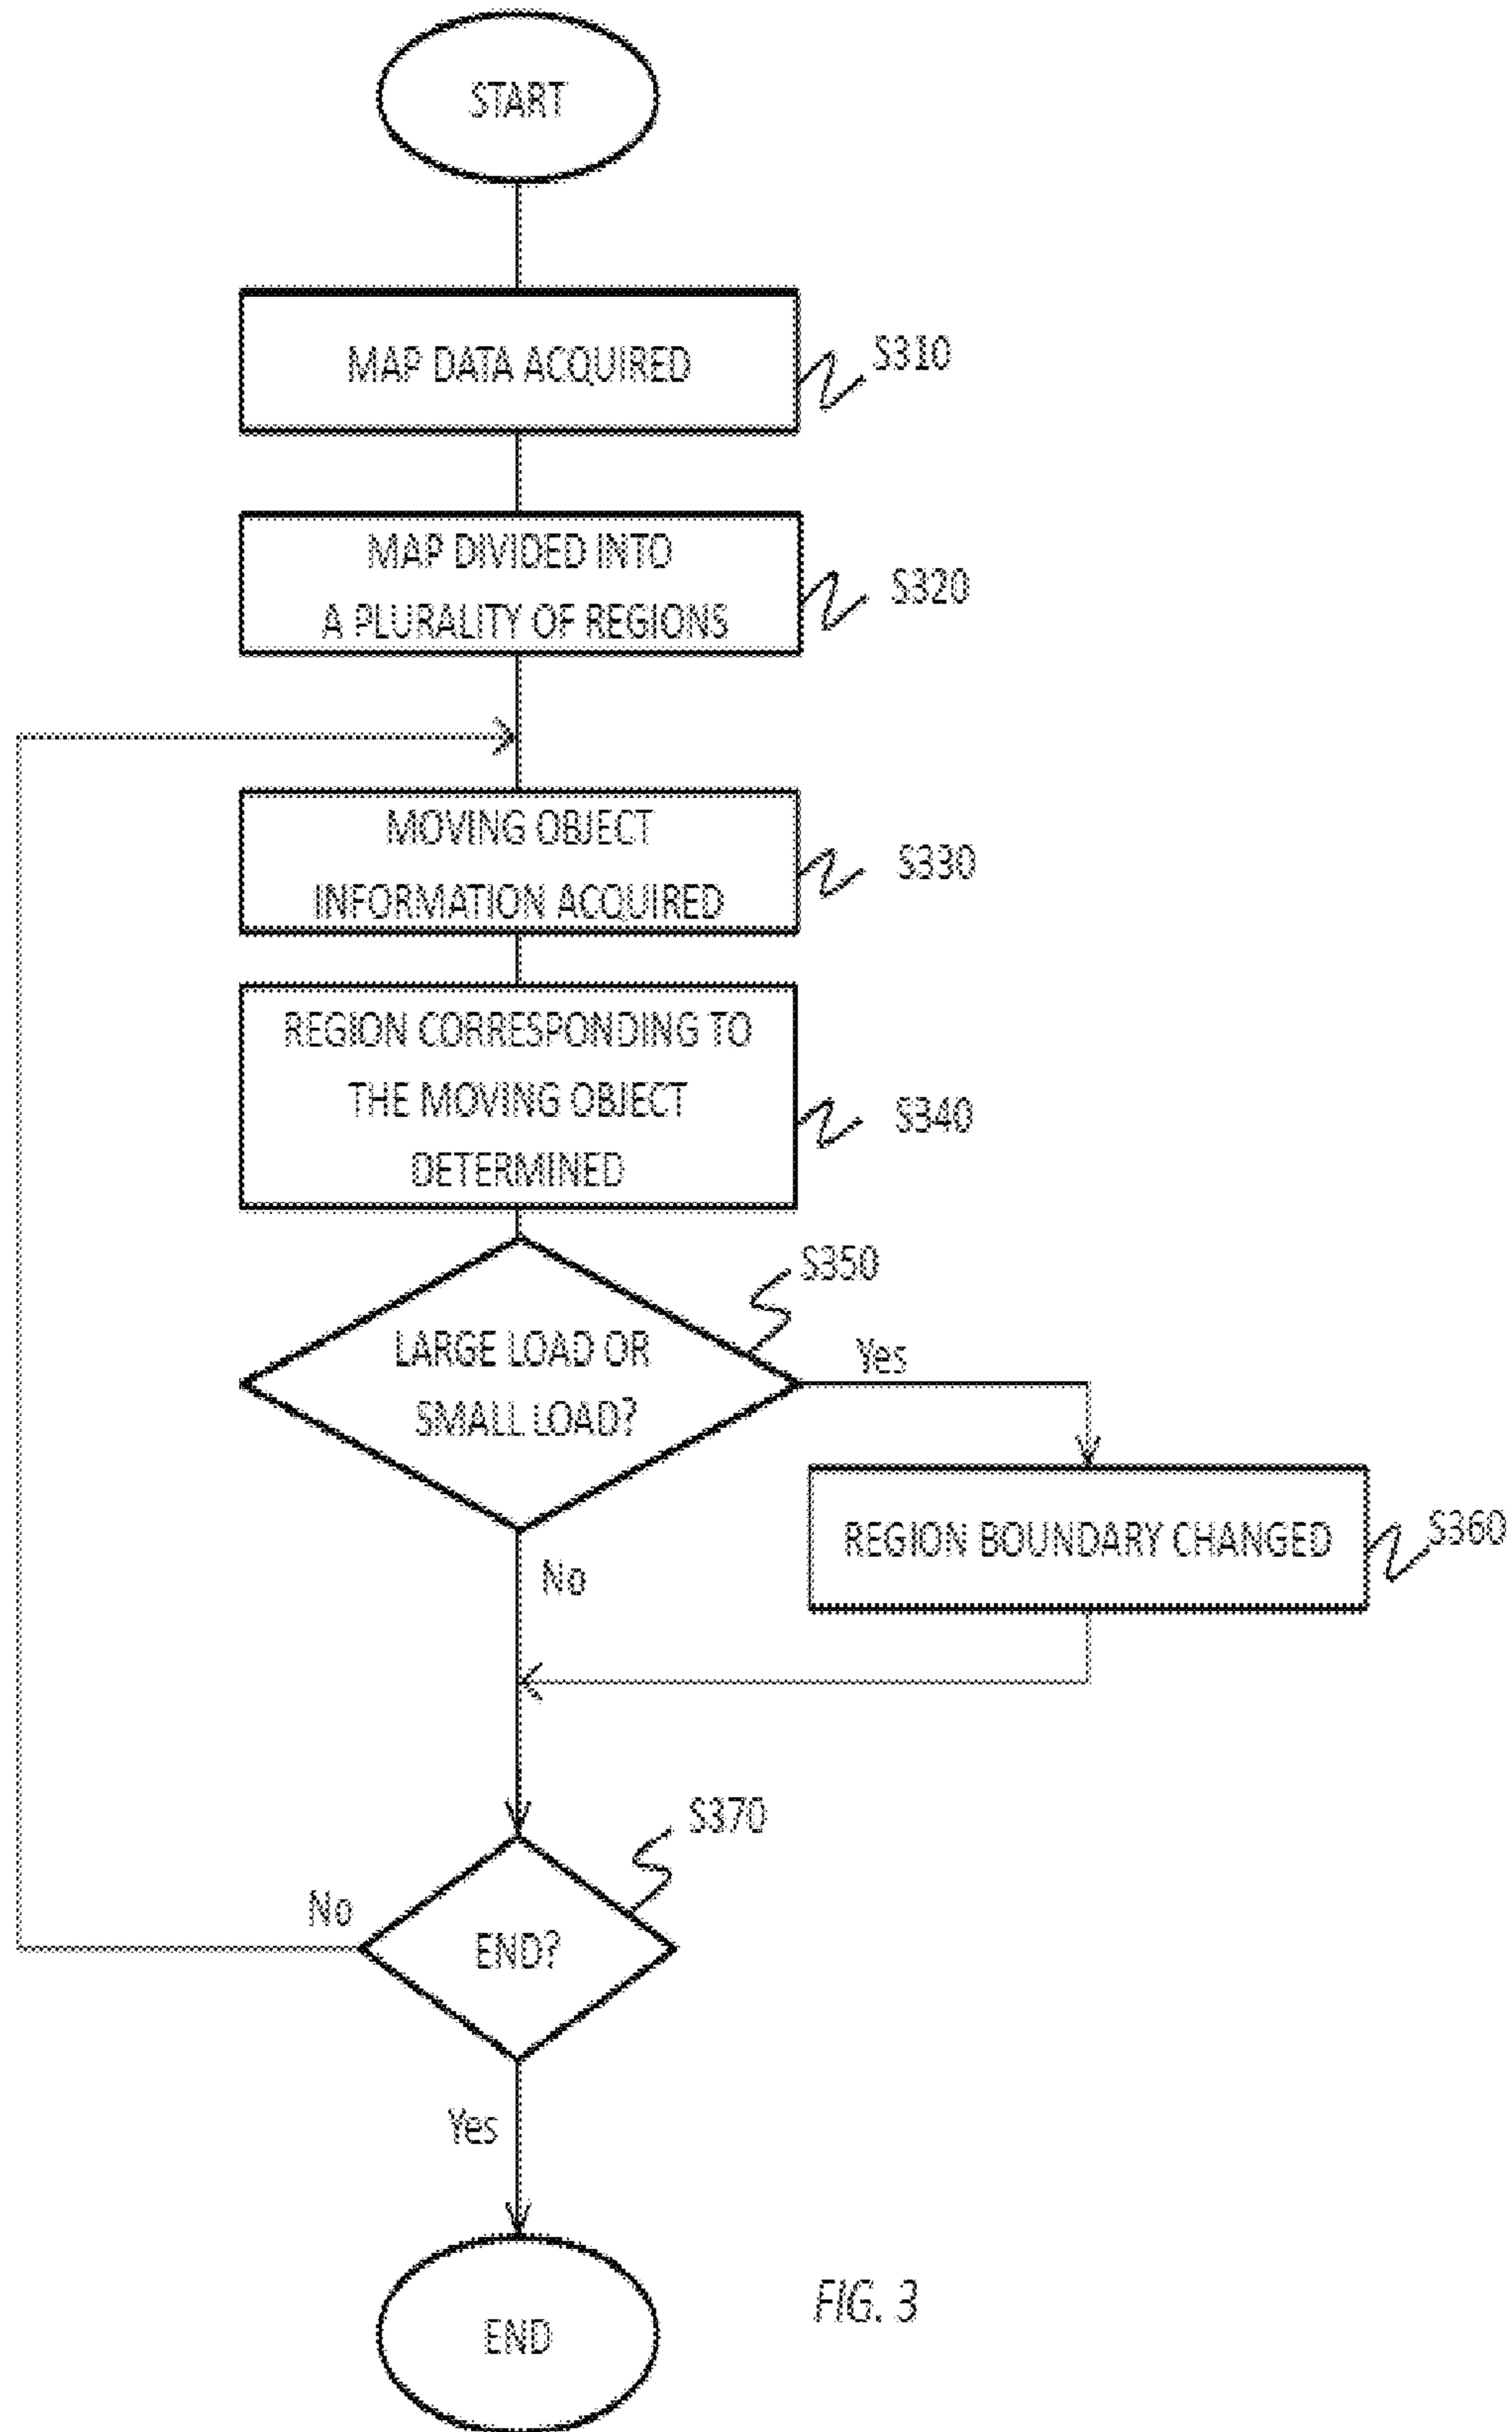 START
MAP DATA ACQUIRED
S310
MAP DIVIDED INTO
A PLURALITY OF REGIONS
S320
MOVING OBJECT
INFORMATION ACQUIRED
S330
REGION CORRESPONDING TO
THE MOVING OBJECT
DETERMINED
S340
S350
LARGE LOAD OR
SMALL LOAD?
Yes
REGION BOUNDARY CHANGED
S360
No
S370
No
END?
Yes
END
FIG. 3